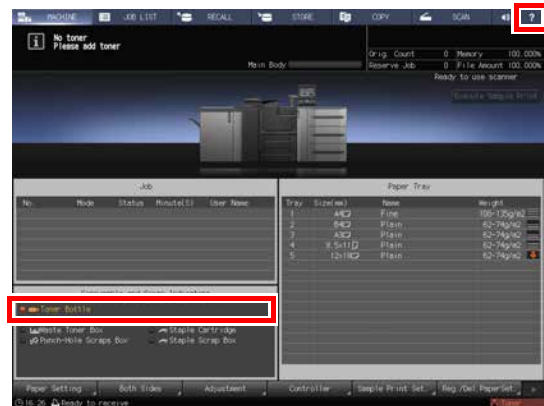 MACHINE JOB LIST RECALL STORE COPY SCAN ?
No toner
Please add toner
Orig. Count 0 Memory 100.000%
Main Body Reserve Job 0 File Amount 100.000%
Ready to use scanner
Execute Sample Print
Job
Paper Tray
No. Mode Status Minute(S) User Name
Tray Size(mm) Name Weight
1 A4 Fine 106-135g/m2
2 B4 Plain 62-74g/m2
3 A3 Plain 62-74g/m2
4 8.5x11 Plain 62-74g/m2
5 12x18 Plain 62-74g/m2
Toner Bottle
Waste Toner Box Staple Cartridge
Punch-Hole Scraps Box Staple Scrap Box
Paper Setting Both Sides Adjustment Controller Sample Print Set. Reg./Del PaperSet.
16:26 Ready to receive Toner